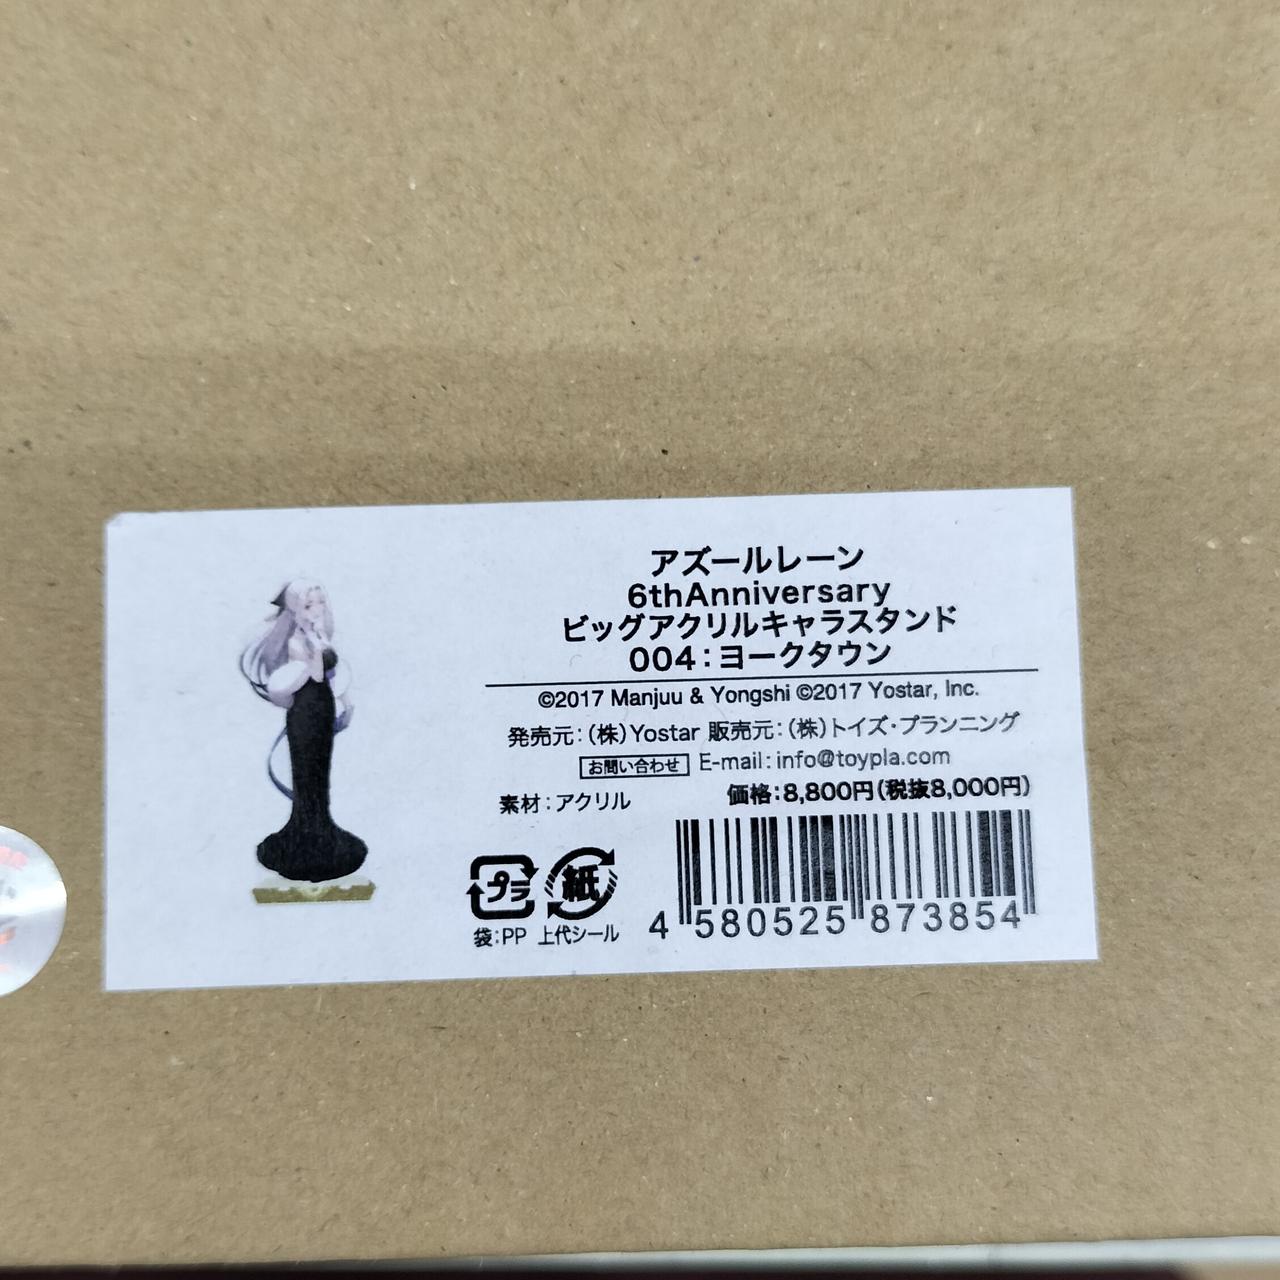 アズールレーン
6thAnniversary
ビッグアクリルキャラスタンド
004：ヨークタウン
©2017 Manjuu & Yongshi ©2017 Yostar, Inc.
発売元：(株)Yostar 販売元：(株)トイズ・プランニング
お問い合わせ E-mail：info@toypla.com
素材：アクリル 価格：8,800円(税抜8,000円)
プラ 紙
袋：PP 上代シール
4 580525 873854